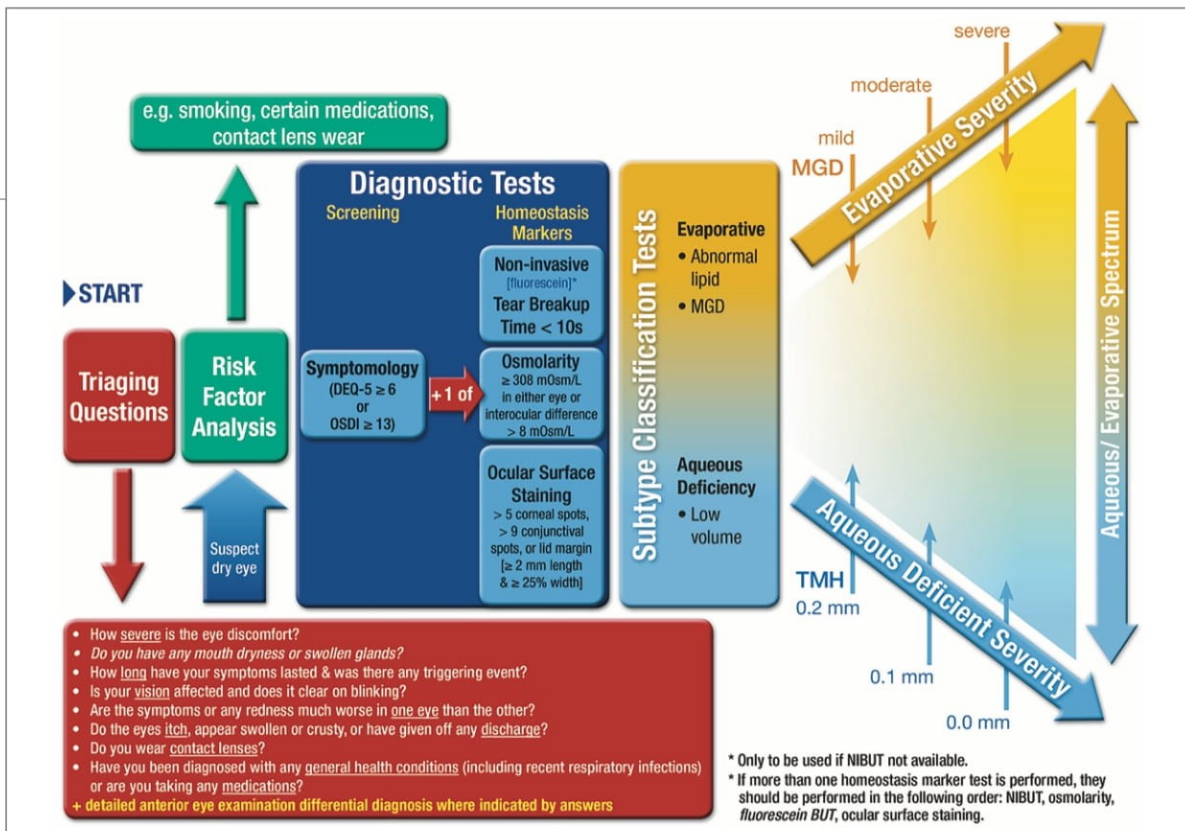 START
Triaging
Questions
Risk
Factor
Analysis
e.g. smoking, certain medications,
contact lens wear
Suspect
dry eye
• How severe is the eye discomfort?
• Do you have any mouth dryness or swollen glands?
• How long have your symptoms lasted & was there any triggering event?
• Is your vision affected and does it clear on blinking?
• Are the symptoms or any redness much worse in one eye than the other?
• Do the eyes itch, appear swollen or crusty, or have given off any discharge?
• Do you wear contact lenses?
• Have you been diagnosed with any general health conditions (including recent respiratory infections)
or are you taking any medications?
+ detailed anterior eye examination differential diagnosis where indicated by answers
Diagnostic Tests
Screening
Symptomology
(DEQ-5 ≥ 6
or
OSDI ≥ 13)
+1 of
Homeostasis
Markers
Non-invasive
[fluorescein]*
Tear Breakup
Time < 10s
Osmolarity
≥ 308 mOsm/L
in either eye or
interocular difference
> 8 mOsm/L
Ocular Surface
Staining
> 5 corneal spots,
> 9 conjunctival
spots, or lid margin
[≥ 2 mm length
& ≥ 25% width]
Subtype Classification Tests
Evaporative
• Abnormal
lipid
• MGD
Aqueous
Deficiency
• Low
volume
MGD
mild
moderate
severe
Evaporative Severity
Aqueous/ Evaporative Spectrum
Aqueous Deficient Severity
TMH
0.2 mm
0.1 mm
0.0 mm
* Only to be used if NIBUT not available.
* If more than one homeostasis marker test is performed, they
should be performed in the following order: NIBUT, osmolarity,
fluorescein BUT, ocular surface staining.